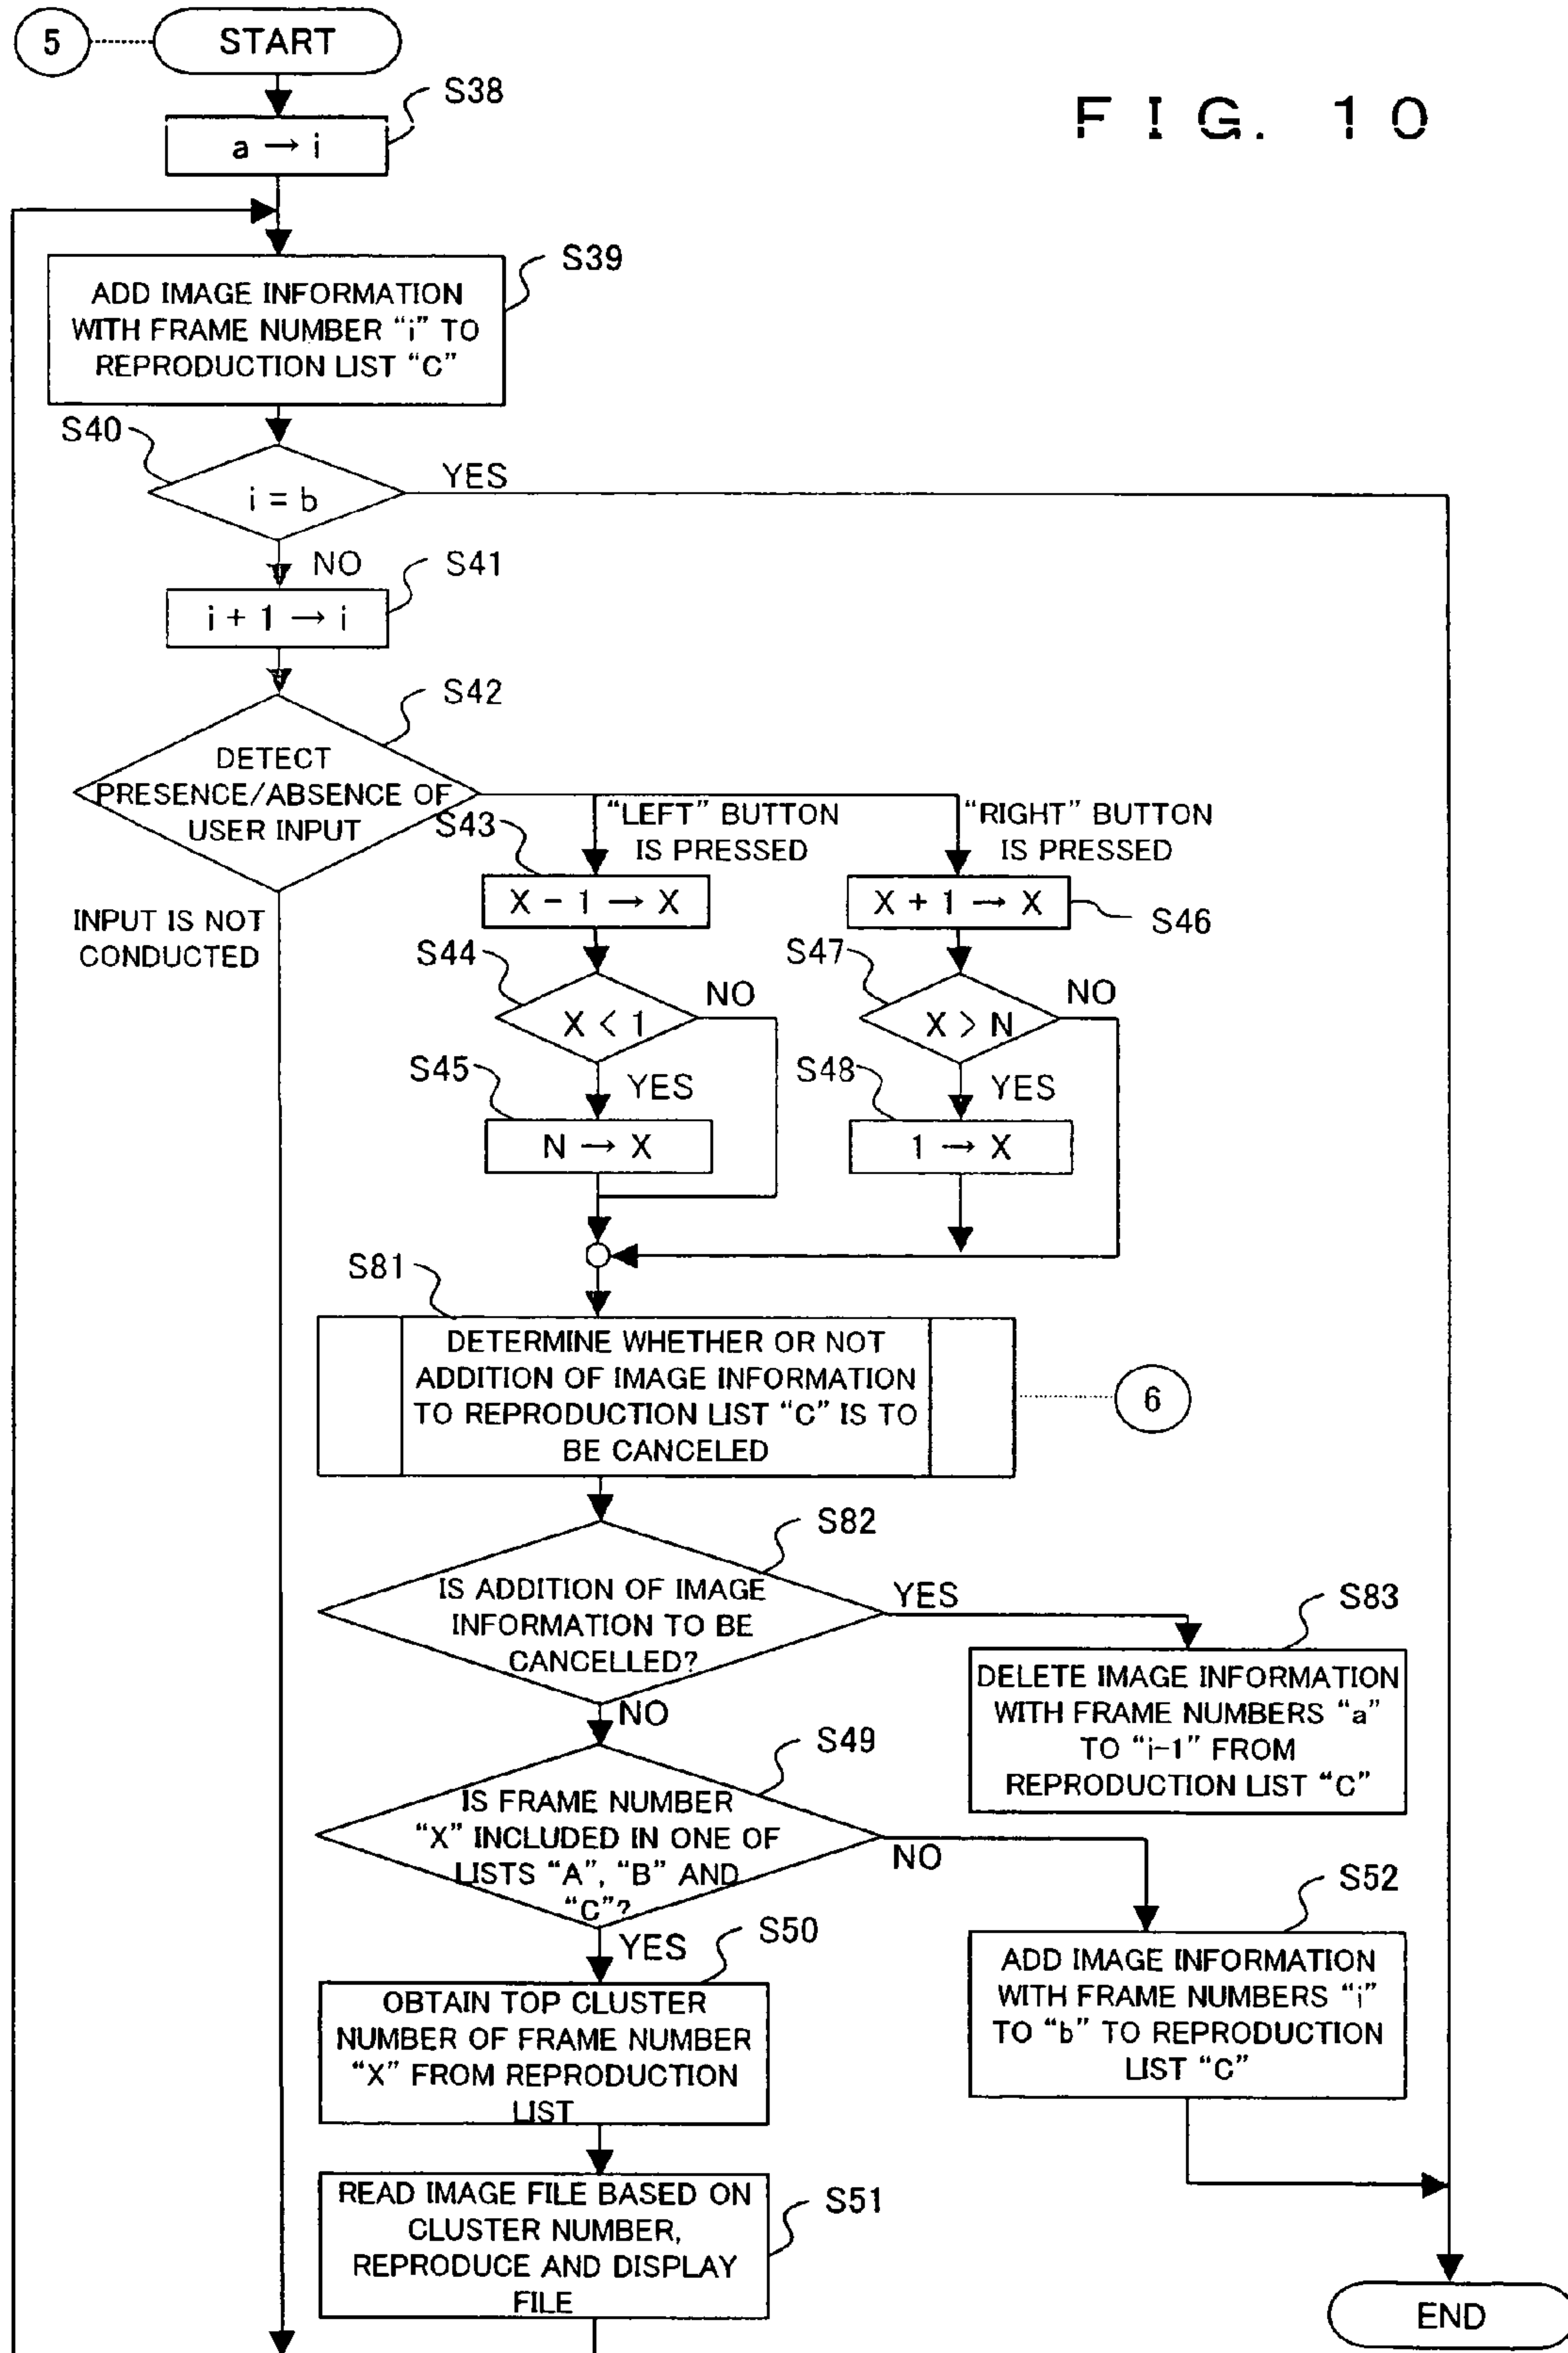 5
START
FIG. 10
S38
a → i
S39
ADD IMAGE INFORMATION
WITH FRAME NUMBER "i" TO
REPRODUCTION LIST "C"
S40
i = b
YES
NO
S41
i + 1 → i
S42
DETECT
PRESENCE/ABSENCE OF
USER INPUT
INPUT IS NOT
CONDUCTED
"LEFT" BUTTON
IS PRESSED
"RIGHT" BUTTON
IS PRESSED
S43
X - 1 → X
X + 1 → X
S46
S44
X < 1
NO
S47
X > N
NO
S45
YES
N → X
S48
YES
1 → X
S81
DETERMINE WHETHER OR NOT
ADDITION OF IMAGE INFORMATION
TO REPRODUCTION LIST "C" IS TO
BE CANCELED
6
S82
IS ADDITION OF IMAGE
INFORMATION TO BE
CANCELLED?
YES
NO
S83
DELETE IMAGE INFORMATION
WITH FRAME NUMBERS "a"
TO "i-1" FROM
REPRODUCTION LIST "C"
S49
IS FRAME NUMBER
"X" INCLUDED IN ONE OF
LISTS "A", "B" AND
"C"?
NO
YES
S52
ADD IMAGE INFORMATION
WITH FRAME NUMBERS "i"
TO "b" TO REPRODUCTION
LIST "C"
S50
OBTAIN TOP CLUSTER
NUMBER OF FRAME NUMBER
"X" FROM REPRODUCTION
LIST
S51
READ IMAGE FILE BASED ON
CLUSTER NUMBER,
REPRODUCE AND DISPLAY
FILE
END